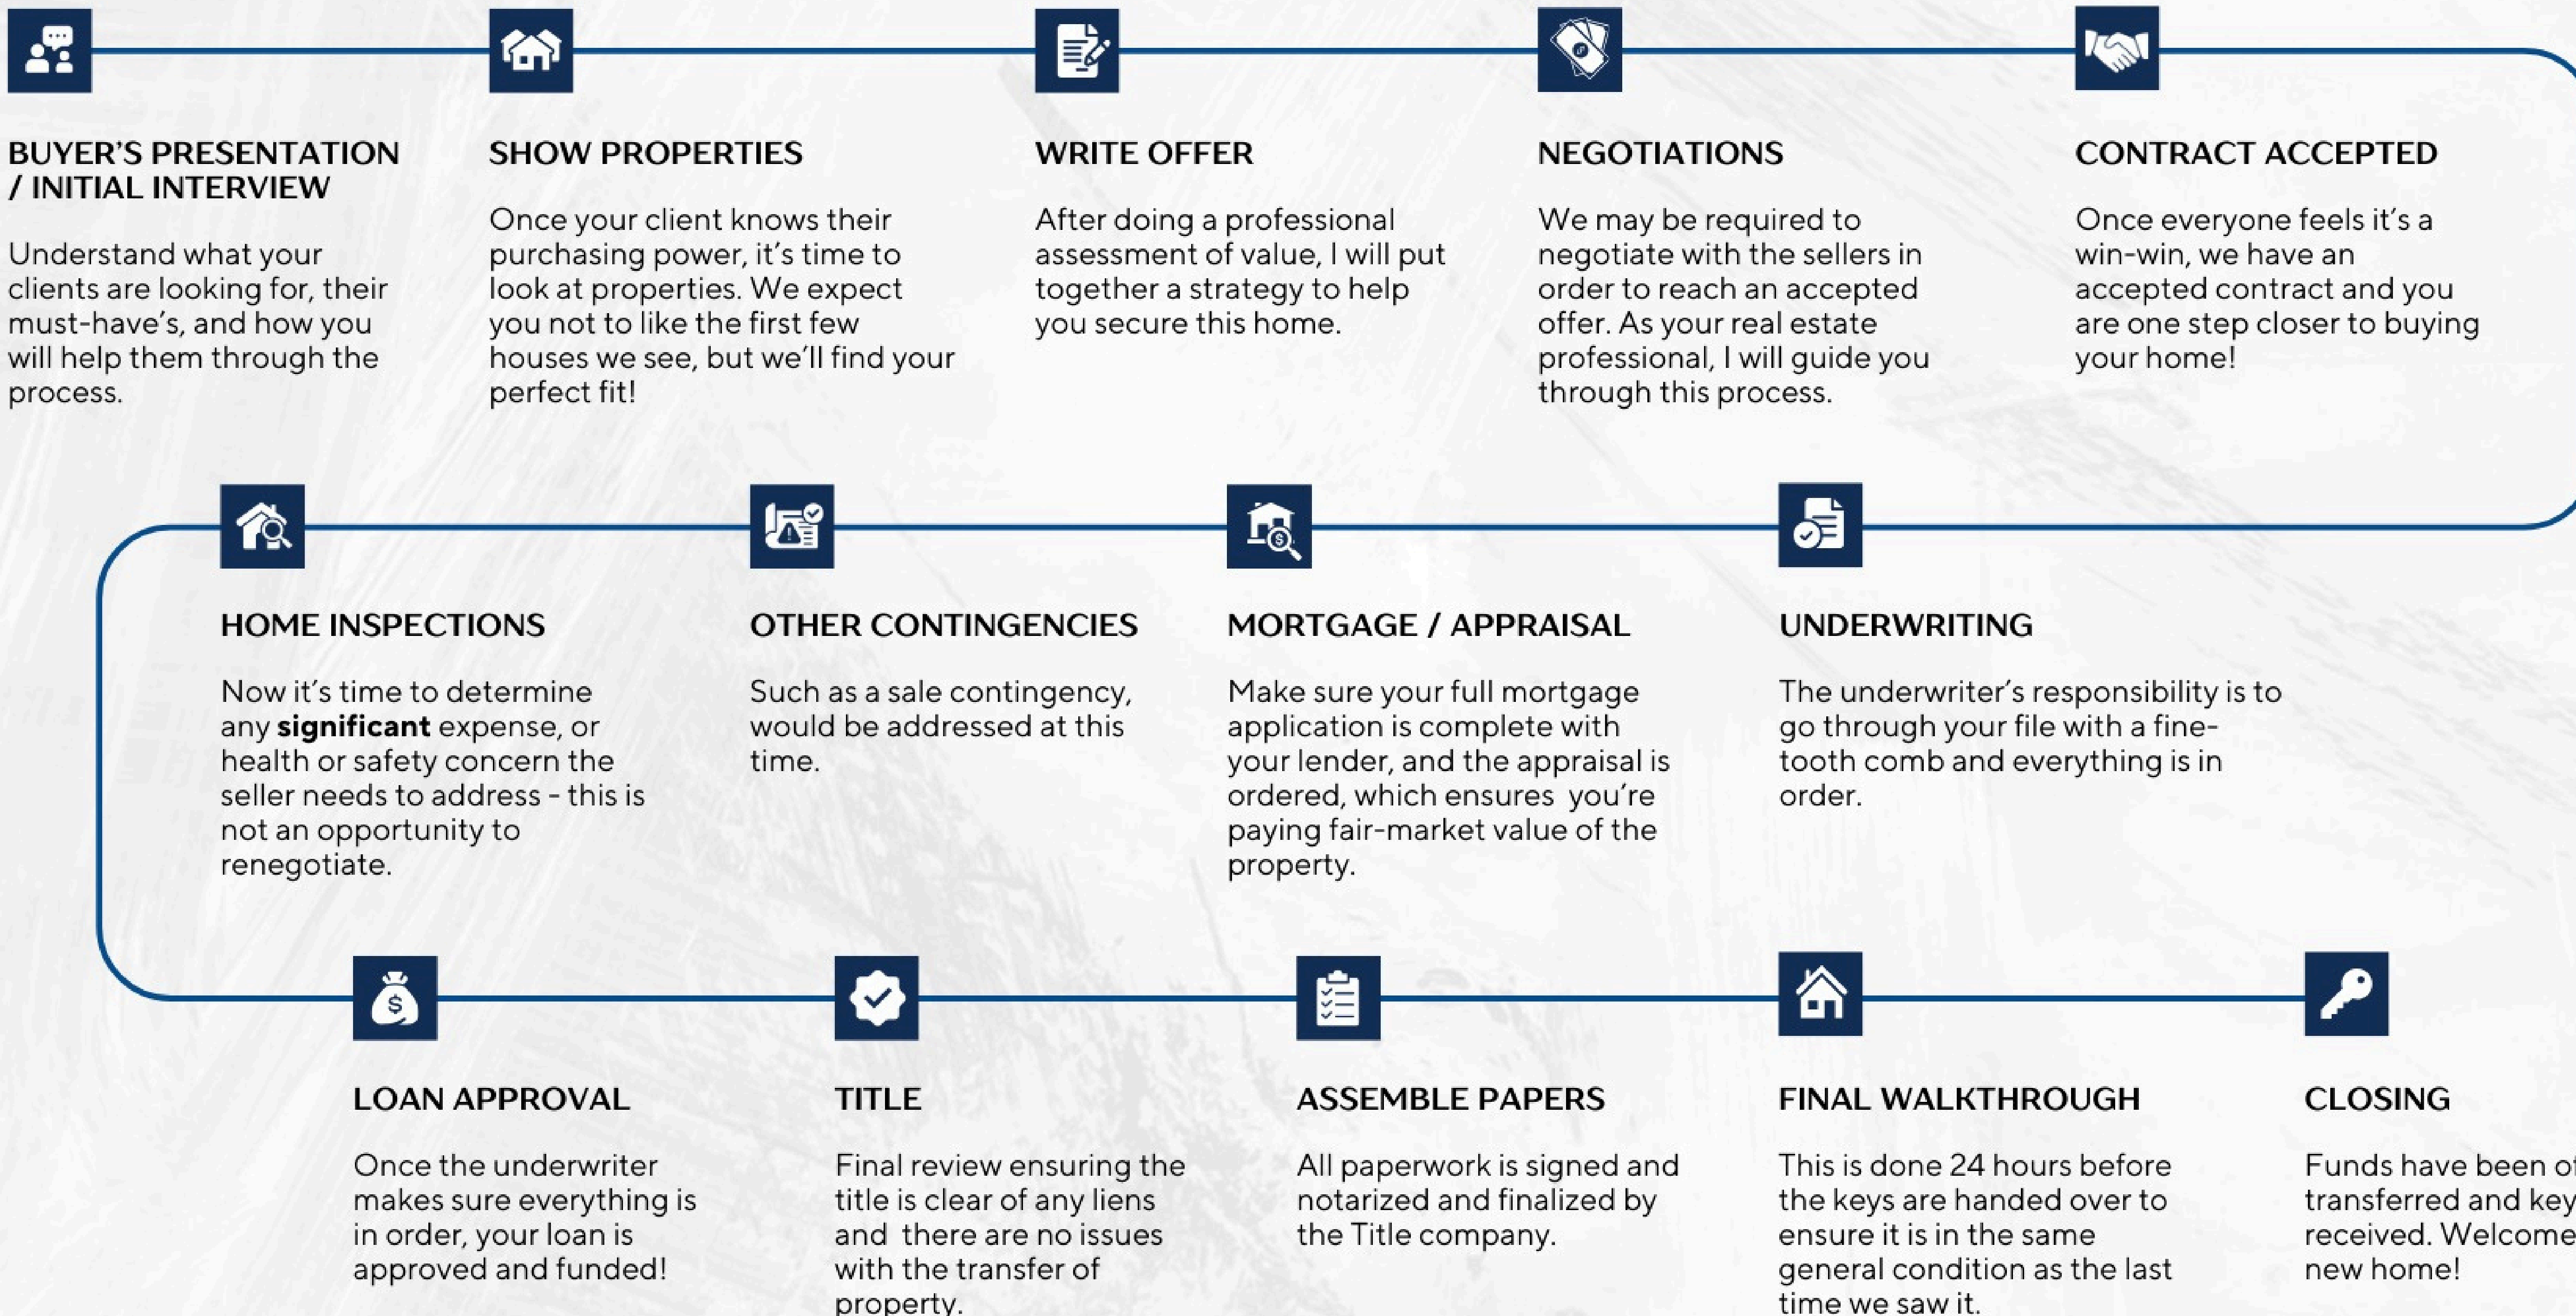 BUYER'S PRESENTATION
/ INITIAL INTERVIEW
Understand what your
clients are looking for, their
must-have's, and how you
will help them through the
process.
SHOW PROPERTIES
Once your client knows their
purchasing power, it's time to
look at properties. We expect
you not to like the first few
houses we see, but we'll find your
perfect fit!
WRITE OFFER
After doing a professional
assessment of value, I will put
together a strategy to help
you secure this home.
NEGOTIATIONS
We may be required to
negotiate with the sellers in
order to reach an accepted
offer. As your real estate
professional, I will guide you
through this process.
CONTRACT ACCEPTED
Once everyone feels it's a
win-win, we have an
accepted contract and you
are one step closer to buying
your home!
HOME INSPECTIONS
Now it's time to determine
any significant expense, or
health or safety concern the
seller needs to address - this is
not an opportunity to
renegotiate.
OTHER CONTINGENCIES
Such as a sale contingency,
would be addressed at this
time.
MORTGAGE / APPRAISAL
Make sure your full mortgage
application is complete with
your lender, and the appraisal is
ordered, which ensures you're
paying fair-market value of the
property.
UNDERWRITING
The underwriter's responsibility is to
go through your file with a fine-
tooth comb and everything is in
order.
LOAN APPROVAL
Once the underwriter
makes sure everything is
in order, your loan is
approved and funded!
TITLE
Final review ensuring the
title is clear of any liens
and there are no issues
with the transfer of
property.
ASSEMBLE PAPERS
All paperwork is signed and
notarized and finalized by
the Title company.
FINAL WALKTHROUGH
This is done 24 hours before
the keys are handed over to
ensure it is in the same
general condition as the last
time we saw it.
CLOSING
Funds have been
transferred and
received. Welcome
new home!